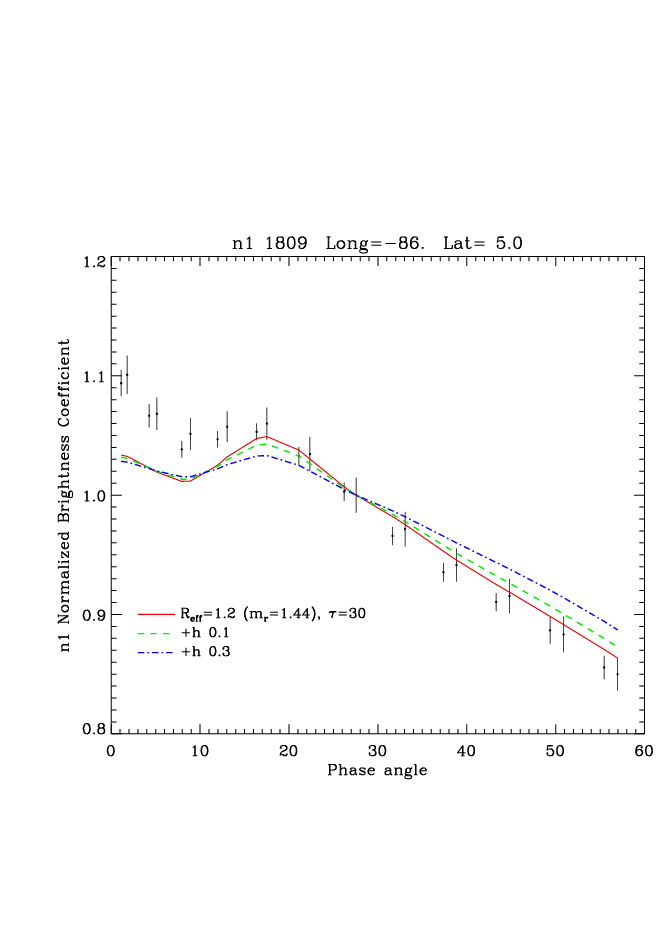 n1 1809 Long=−86. Lat= 5.0
1.2
1.1
1.0
0.9
0.8
n1 Normalized Brightness Coefficient
R_eff=1.2 (m_r=1.44), τ=30
+h 0.1
+h 0.3
0 10 20 30 40 50 60
Phase angle